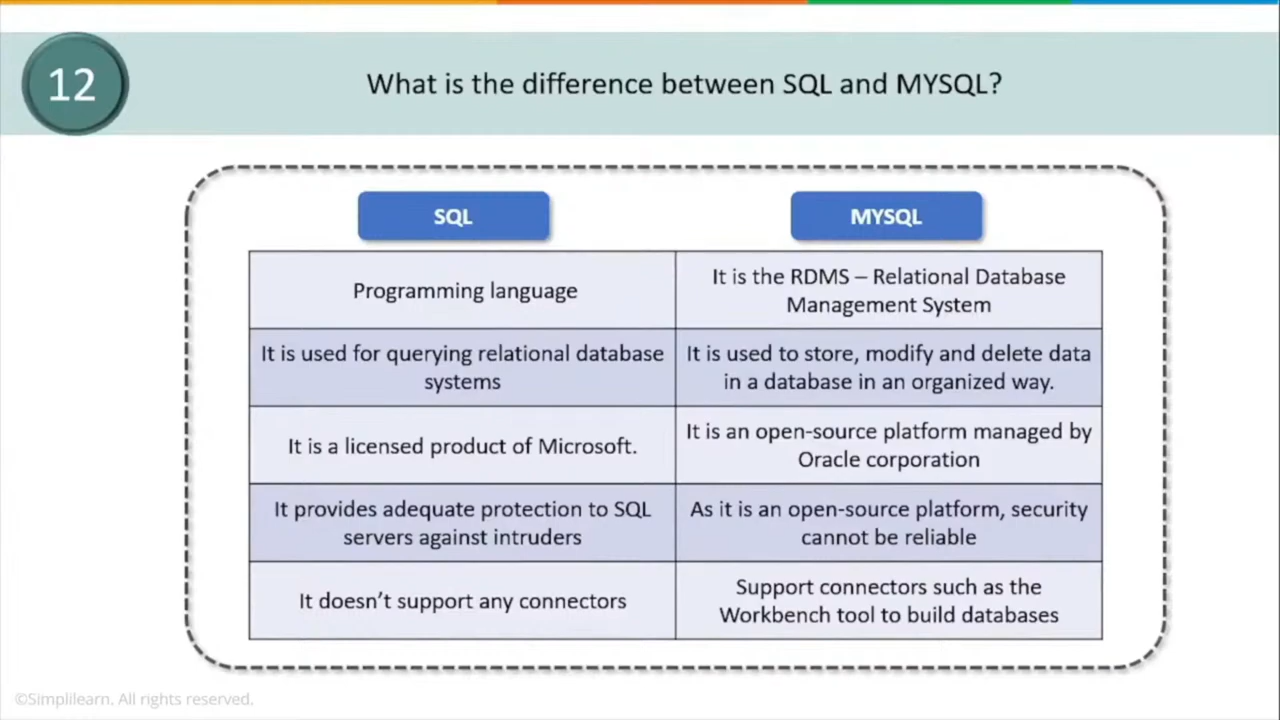 12
What is the difference between SQL and MYSQL?
SQL
MYSQL
Programming language
It is the RDMS – Relational Database
Management System
It is used for querying relational database
systems
It is used to store, modify and delete data
in a database in an organized way.
It is a licensed product of Microsoft.
It is an open-source platform managed by
Oracle corporation
It provides adequate protection to SQL
servers against intruders
As it is an open-source platform, security
cannot be reliable
It doesn’t support any connectors
Support connectors such as the
Workbench tool to build databases
©Simplilearn. All rights reserved.